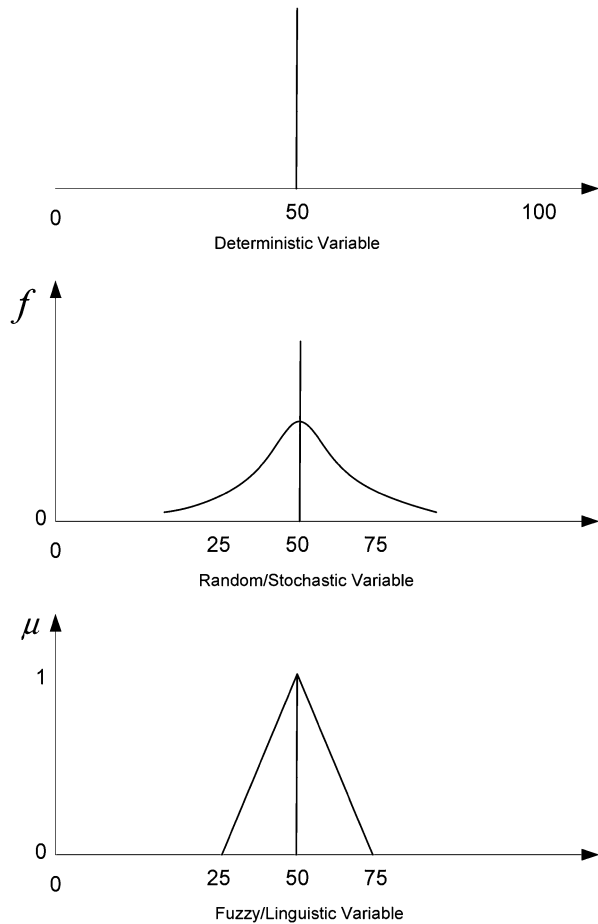 0 50 100
Deterministic Variable
f
0
0 25 50 75
Random/Stochastic Variable
μ
1
0
0 25 50 75
Fuzzy/Linguistic Variable